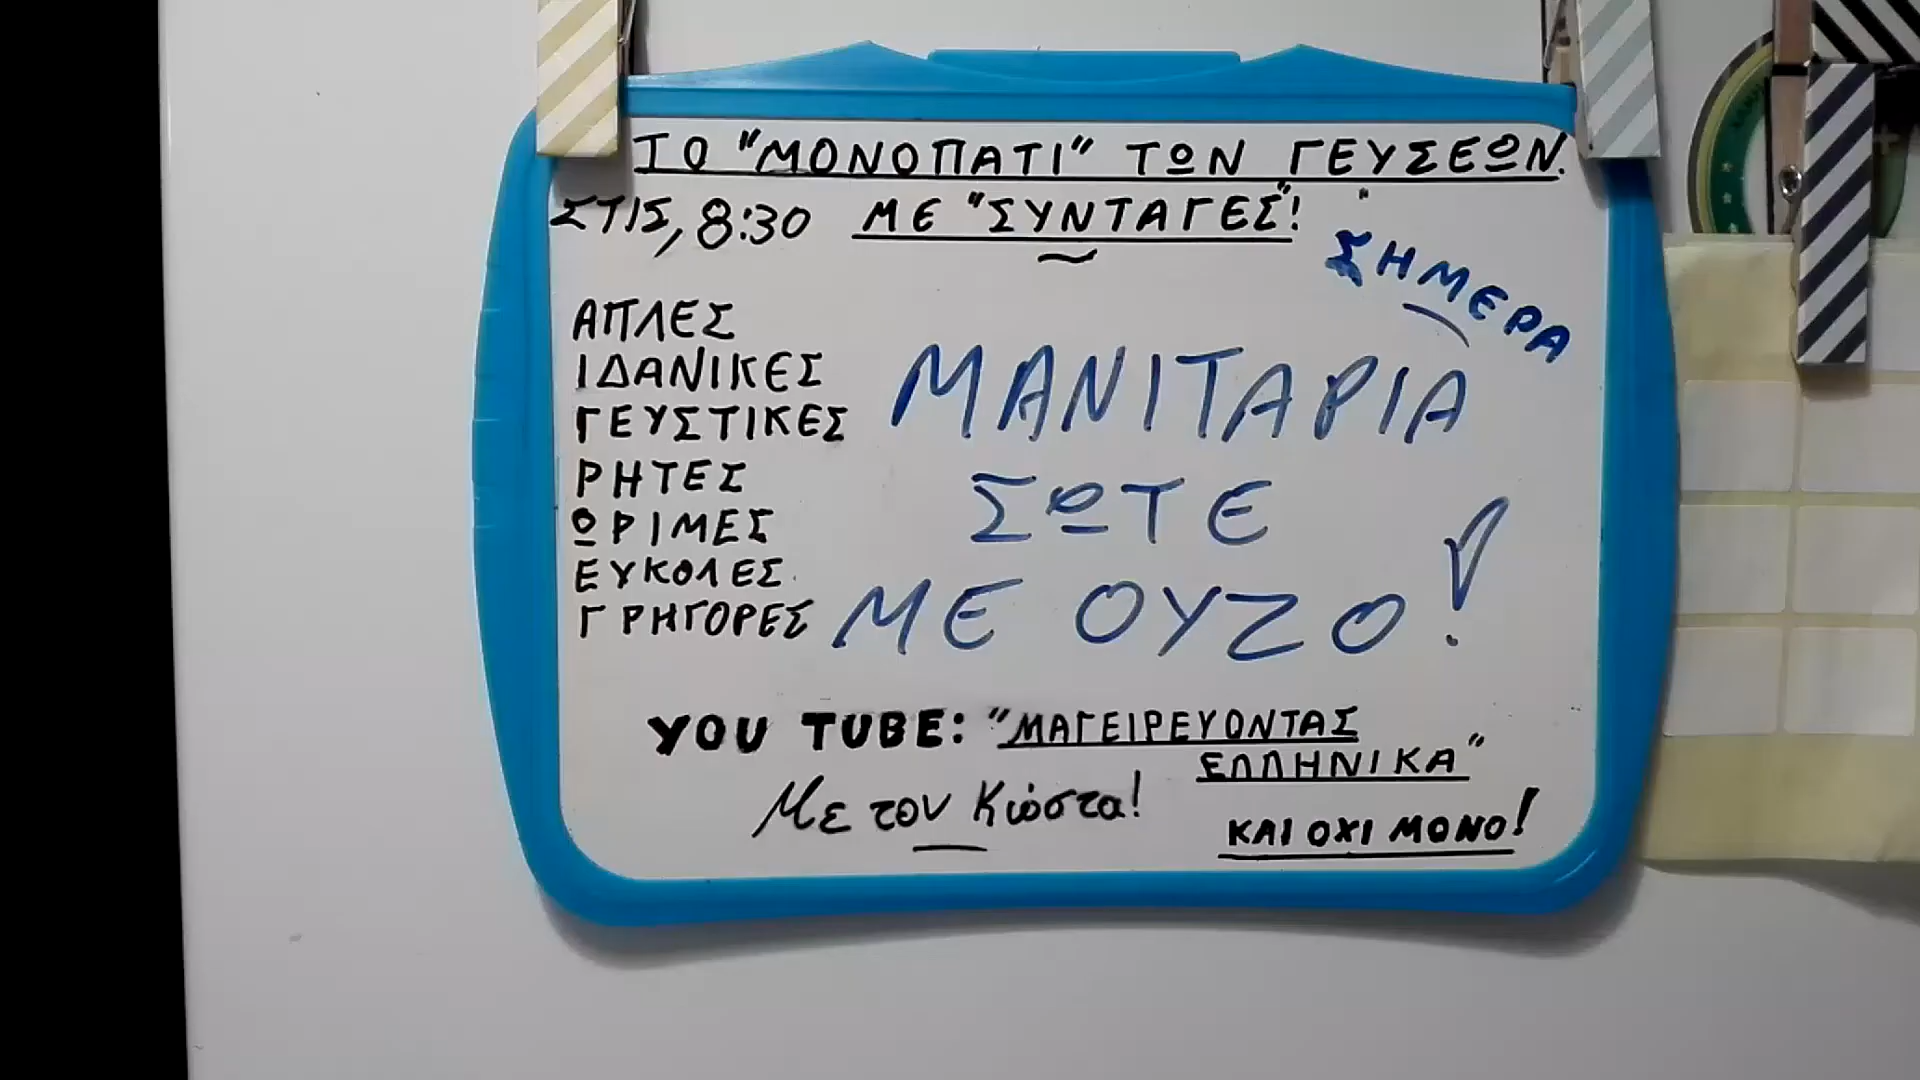 ΤΟ "ΜΟΝΟΠΑΤΙ" ΤΩΝ ΓΕΥΣΕΩΝ.
ΣΤΙΣ, 8:30 ΜΕ "ΣΥΝΤΑΓΕΣ"!
ΣΗΜΕΡΑ
ΑΠΛΕΣ
ΙΔΑΝΙΚΕΣ
ΓΕΥΣΤΙΚΕΣ
ΡΗΤΕΣ
ΩΡΙΜΕΣ
ΕΥΚΟΛΕΣ
ΓΡΗΓΟΡΕΣ
ΜΑΝΙΤΑΡΙΑ
ΣΩΤΕ
ΜΕ ΟΥΖΟ!
YOU TUBE: "ΜΑΓΕΙΡΕΥΟΝΤΑΣ
ΕΛΛΗΝΙΚΑ"
Με τον Κώστα!
ΚΑΙ ΟΧΙ ΜΟΝΟ!